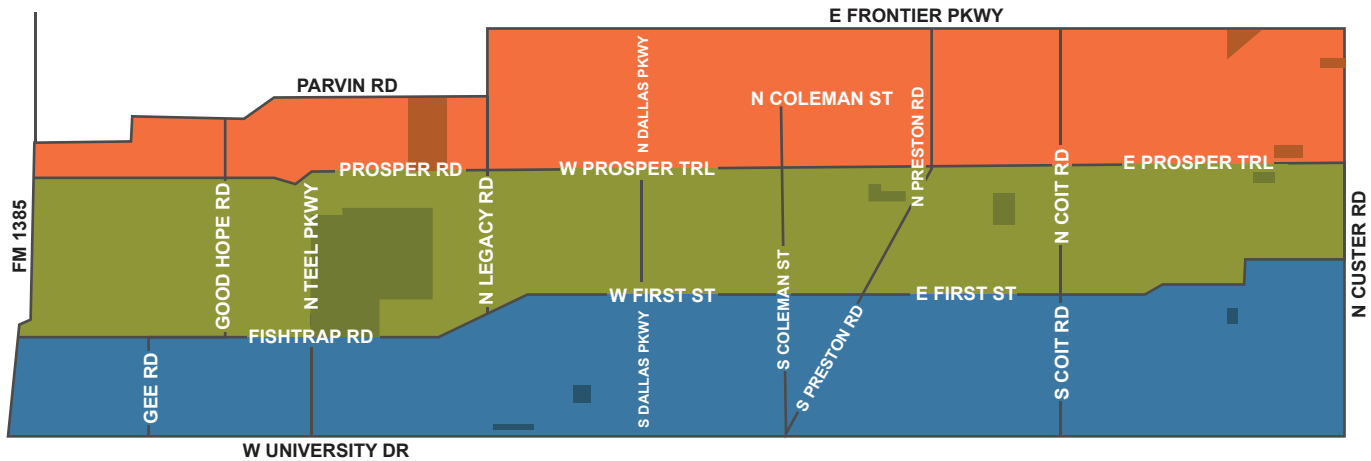 E FRONTIER PKWY
PARVIN RD
N DALLAS PKWY
N COLEMAN ST
N PRESTON RD
PROSPER RD
W PROSPER TRL
E PROSPER TRL
FM 1385
GOOD HOPE RD
N TEEL PKWY
N LEGACY RD
N COIT RD
N CUSTER RD
W FIRST ST
E FIRST ST
FISHTRAP RD
GEE RD
S DALLAS PKWY
S COLEMAN ST
S PRESTON RD
S COIT RD
W UNIVERSITY DR